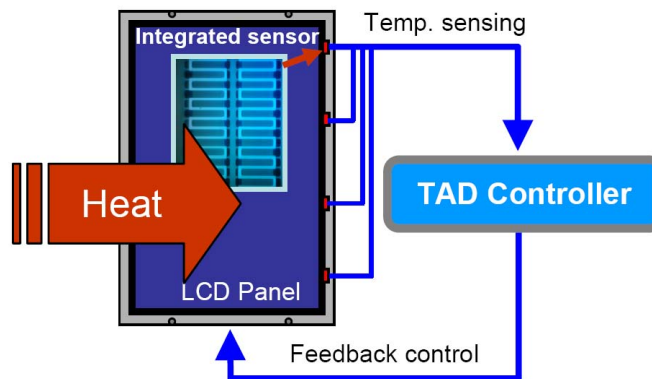 Integrated sensor
Temp. sensing
Heat
TAD Controller
LCD Panel
Feedback control